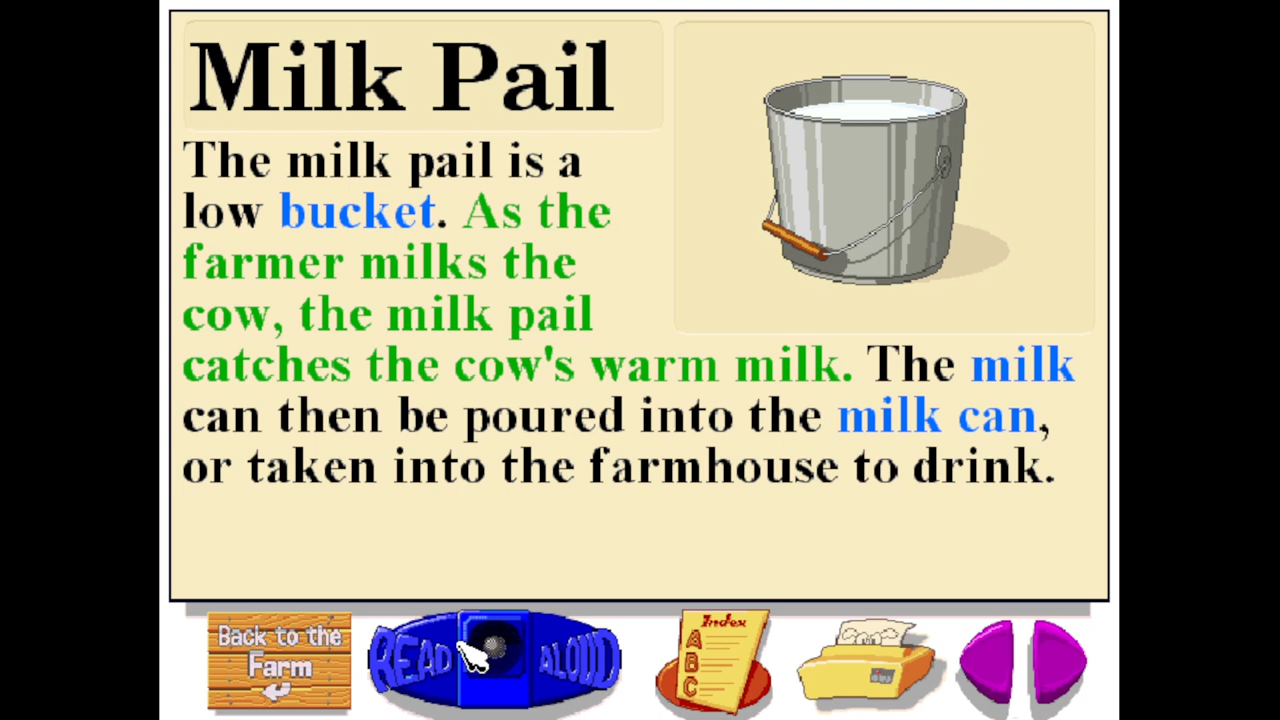 Milk Pail
The milk pail is a
low bucket. As the
farmer milks the
cow, the milk pail
catches the cow's warm milk. The milk
can then be poured into the milk can,
or taken into the farmhouse to drink.
Back to the
Farm
READ ALOUD
Index
A
B
C